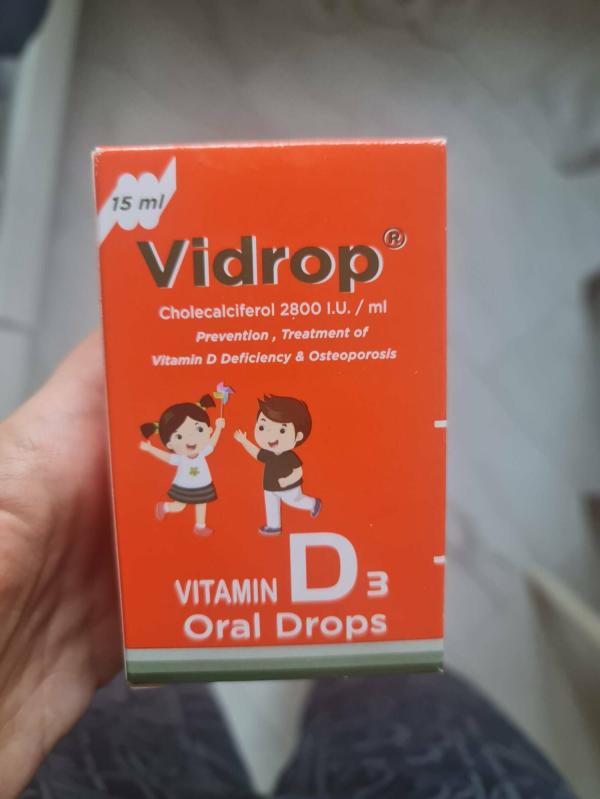 15 ml
Vidrop®
Cholecalciferol 2800 I.U. / ml
Prevention , Treatment of
Vitamin D Deficiency & Osteoporosis
VITAMIN D3
Oral Drops